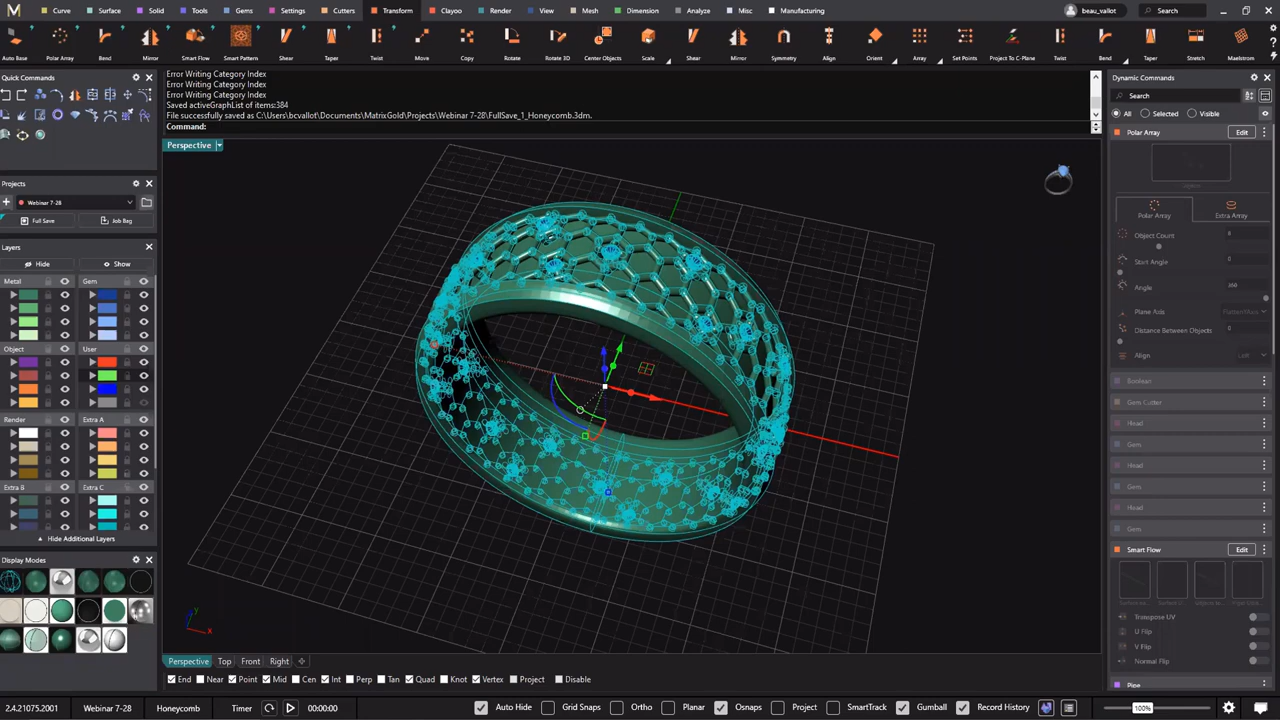 Curve Surface Solid Tools Gems Settings Cutters Transform Clayoo Render View Mesh Dimension Analyze Misc Manufacturing beau_vallot Search
Auto Base Polar Array Bend Mirror Smart Flow Smart Pattern Shear Taper Twist Move Copy Rotate Rotate 3D Center Objects Scale Shear Mirror Symmetry Align Orient Array Set Points Project To C-Plane Twist Bend Taper Stretch Maelstrom
Quick Commands
Error Writing Category Index
Error Writing Category Index
Error Writing Category Index
Saved activeGraphList of items:384
File successfully saved as C:\Users\bcvallot\Documents\MatrixGold\Projects\Webinar 7-28\FullSave_1_Honeycomb.3dm.
Command:
Perspective
Projects
Webinar 7-28
Full Save Job Bag
Layers
Hide Show
Metal Gem
Object User
Render Extra A
Extra B Extra C
Hide Additional Layers
Display Modes
z
y
x
Dynamic Commands
Search
All Selected Visible
Polar Array Edit
Polar Array Extra Array
Object Count 8
Start Angle 0
Angle 360
Plane Axis
Distance Between Objects 0
Align Left
Boolean
Gem Cutter
Head
Gem
Head
Gem
Head
Gem
Smart Flow Edit
Transpose UV
U Flip
V Flip
Normal Flip
Pipe
Perspective Top Front Right
End Near Point Mid Cen Int Perp Tan Quad Knot Vertex Project Disable
2.4.21075.2001 Webinar 7-28 Honeycomb Timer 00:00:00 Auto Hide Grid Snaps Ortho Planar Osnaps Project SmartTrack Gumball Record History 100%